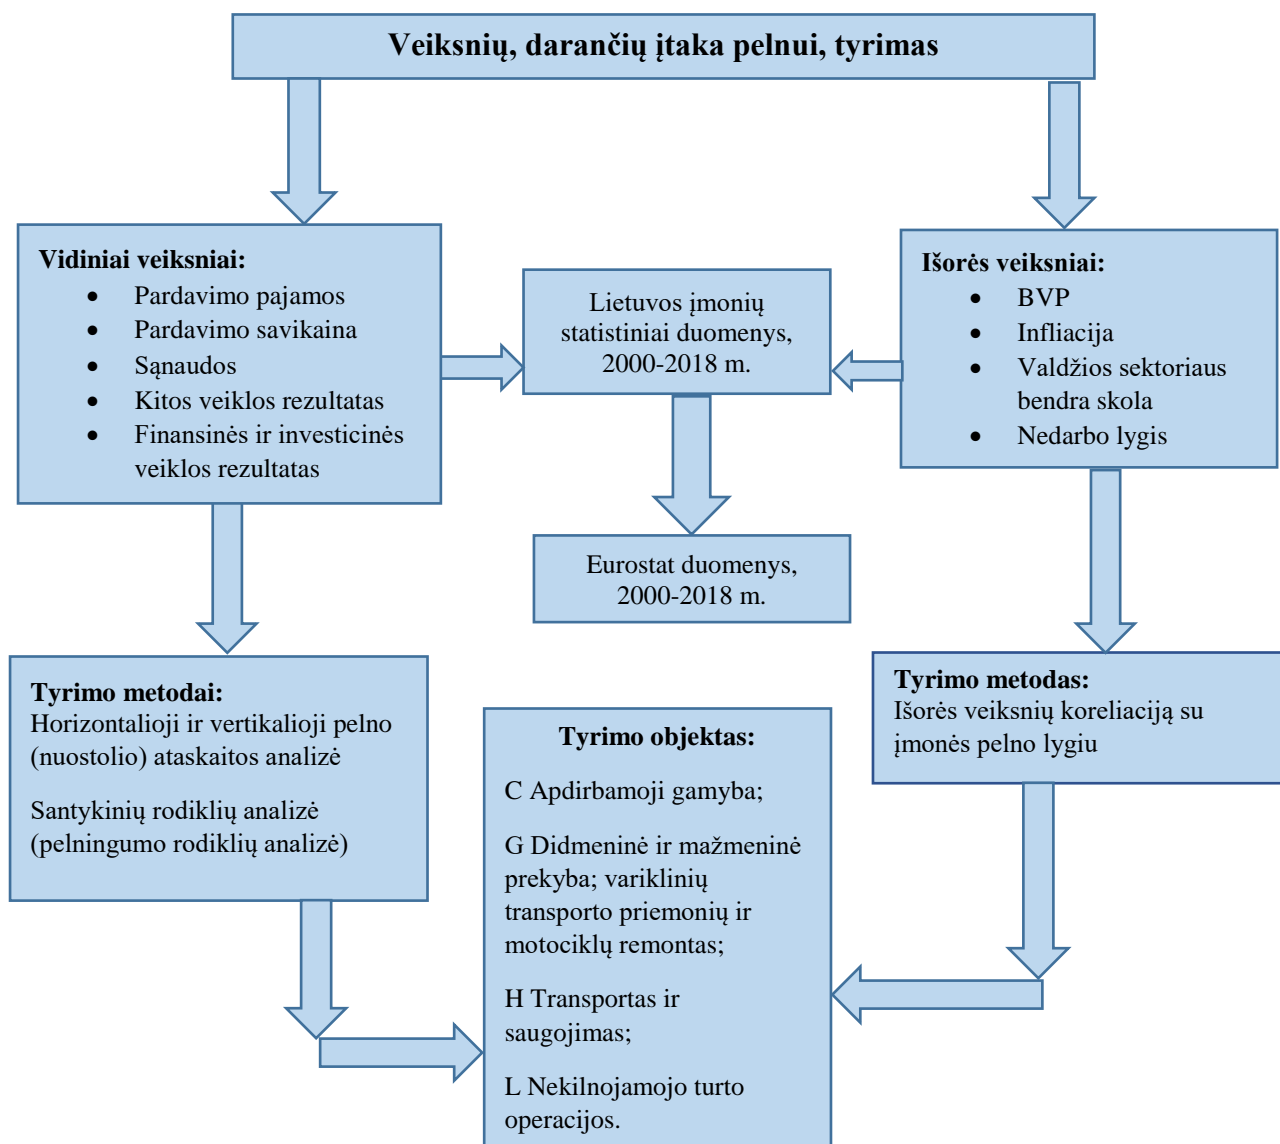 Veiksnių, darančių įtaka pelnui, tyrimas
Vidiniai veiksniai:
• Pardavimo pajamos
• Pardavimo savikaina
• Sąnaudos
• Kitos veiklos rezultatas
• Finansinės ir investicinės
veiklos rezultatas
Lietuvos įmonių
statistiniai duomenys,
2000-2018 m.
Išorės veiksniai:
• BVP
• Infliacija
• Valdžios sektoriaus
bendra skola
• Nedarbo lygis
Eurostat duomenys,
2000-2018 m.
Tyrimo metodai:
Horizontalioji ir vertikalioji pelno
(nuostolio) ataskaitos analizė
Santykinių rodiklių analizė
(pelningumo rodiklių analizė)
Tyrimo objektas:
C Apdirbamoji gamyba;
G Didmeninė ir mažmeninė
prekyba; variklinių
transporto priemonių ir
motociklų remontas;
H Transportas ir
saugojimas;
L Nekilnojamojo turto
operacijos.
Tyrimo metodas:
Išorės veiksnių koreliaciją su
įmonės pelno lygiu